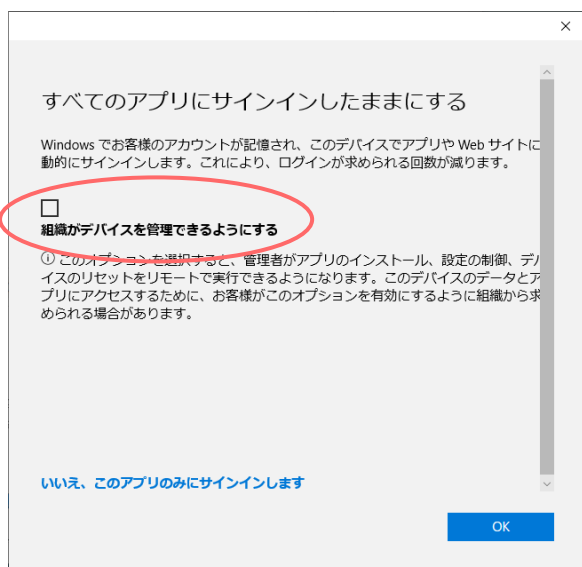 すべてのアプリにサインインしたままにする
Windows でお客様のアカウントが記憶され、このデバイスでアプリや Web サイトに
動的にサインインします。これにより、ログインが求められる回数が減ります。
組織がデバイスを管理できるようにする
このオプションを選択すると、管理者がアプリのインストール、設定の制御、デバ
イスのリセットをリモートで実行できるようになります。このデバイスのデータとア
プリにアクセスするために、お客様がこのオプションを有効にするように組織から求
められる場合があります。
いいえ、このアプリのみにサインインします
OK